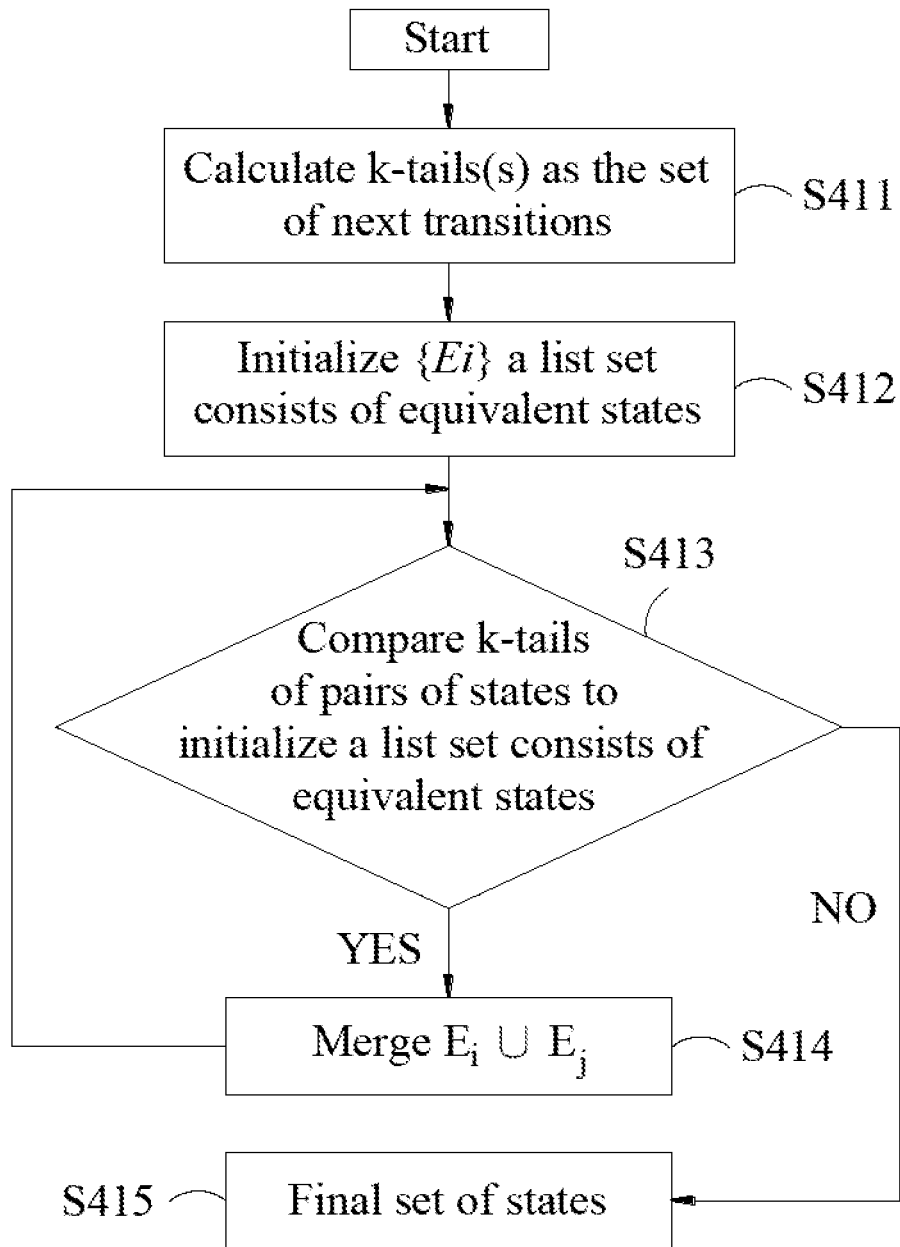 Start
Calculate k-tails(s) as the set
of next transitions
S411
Initialize {Ei} a list set
consists of equivalent states
S412
S413
Compare k-tails
of pairs of states to
initialize a list set consists of
equivalent states
NO
YES
Merge Ei ∪ Ej
S414
S415
Final set of states